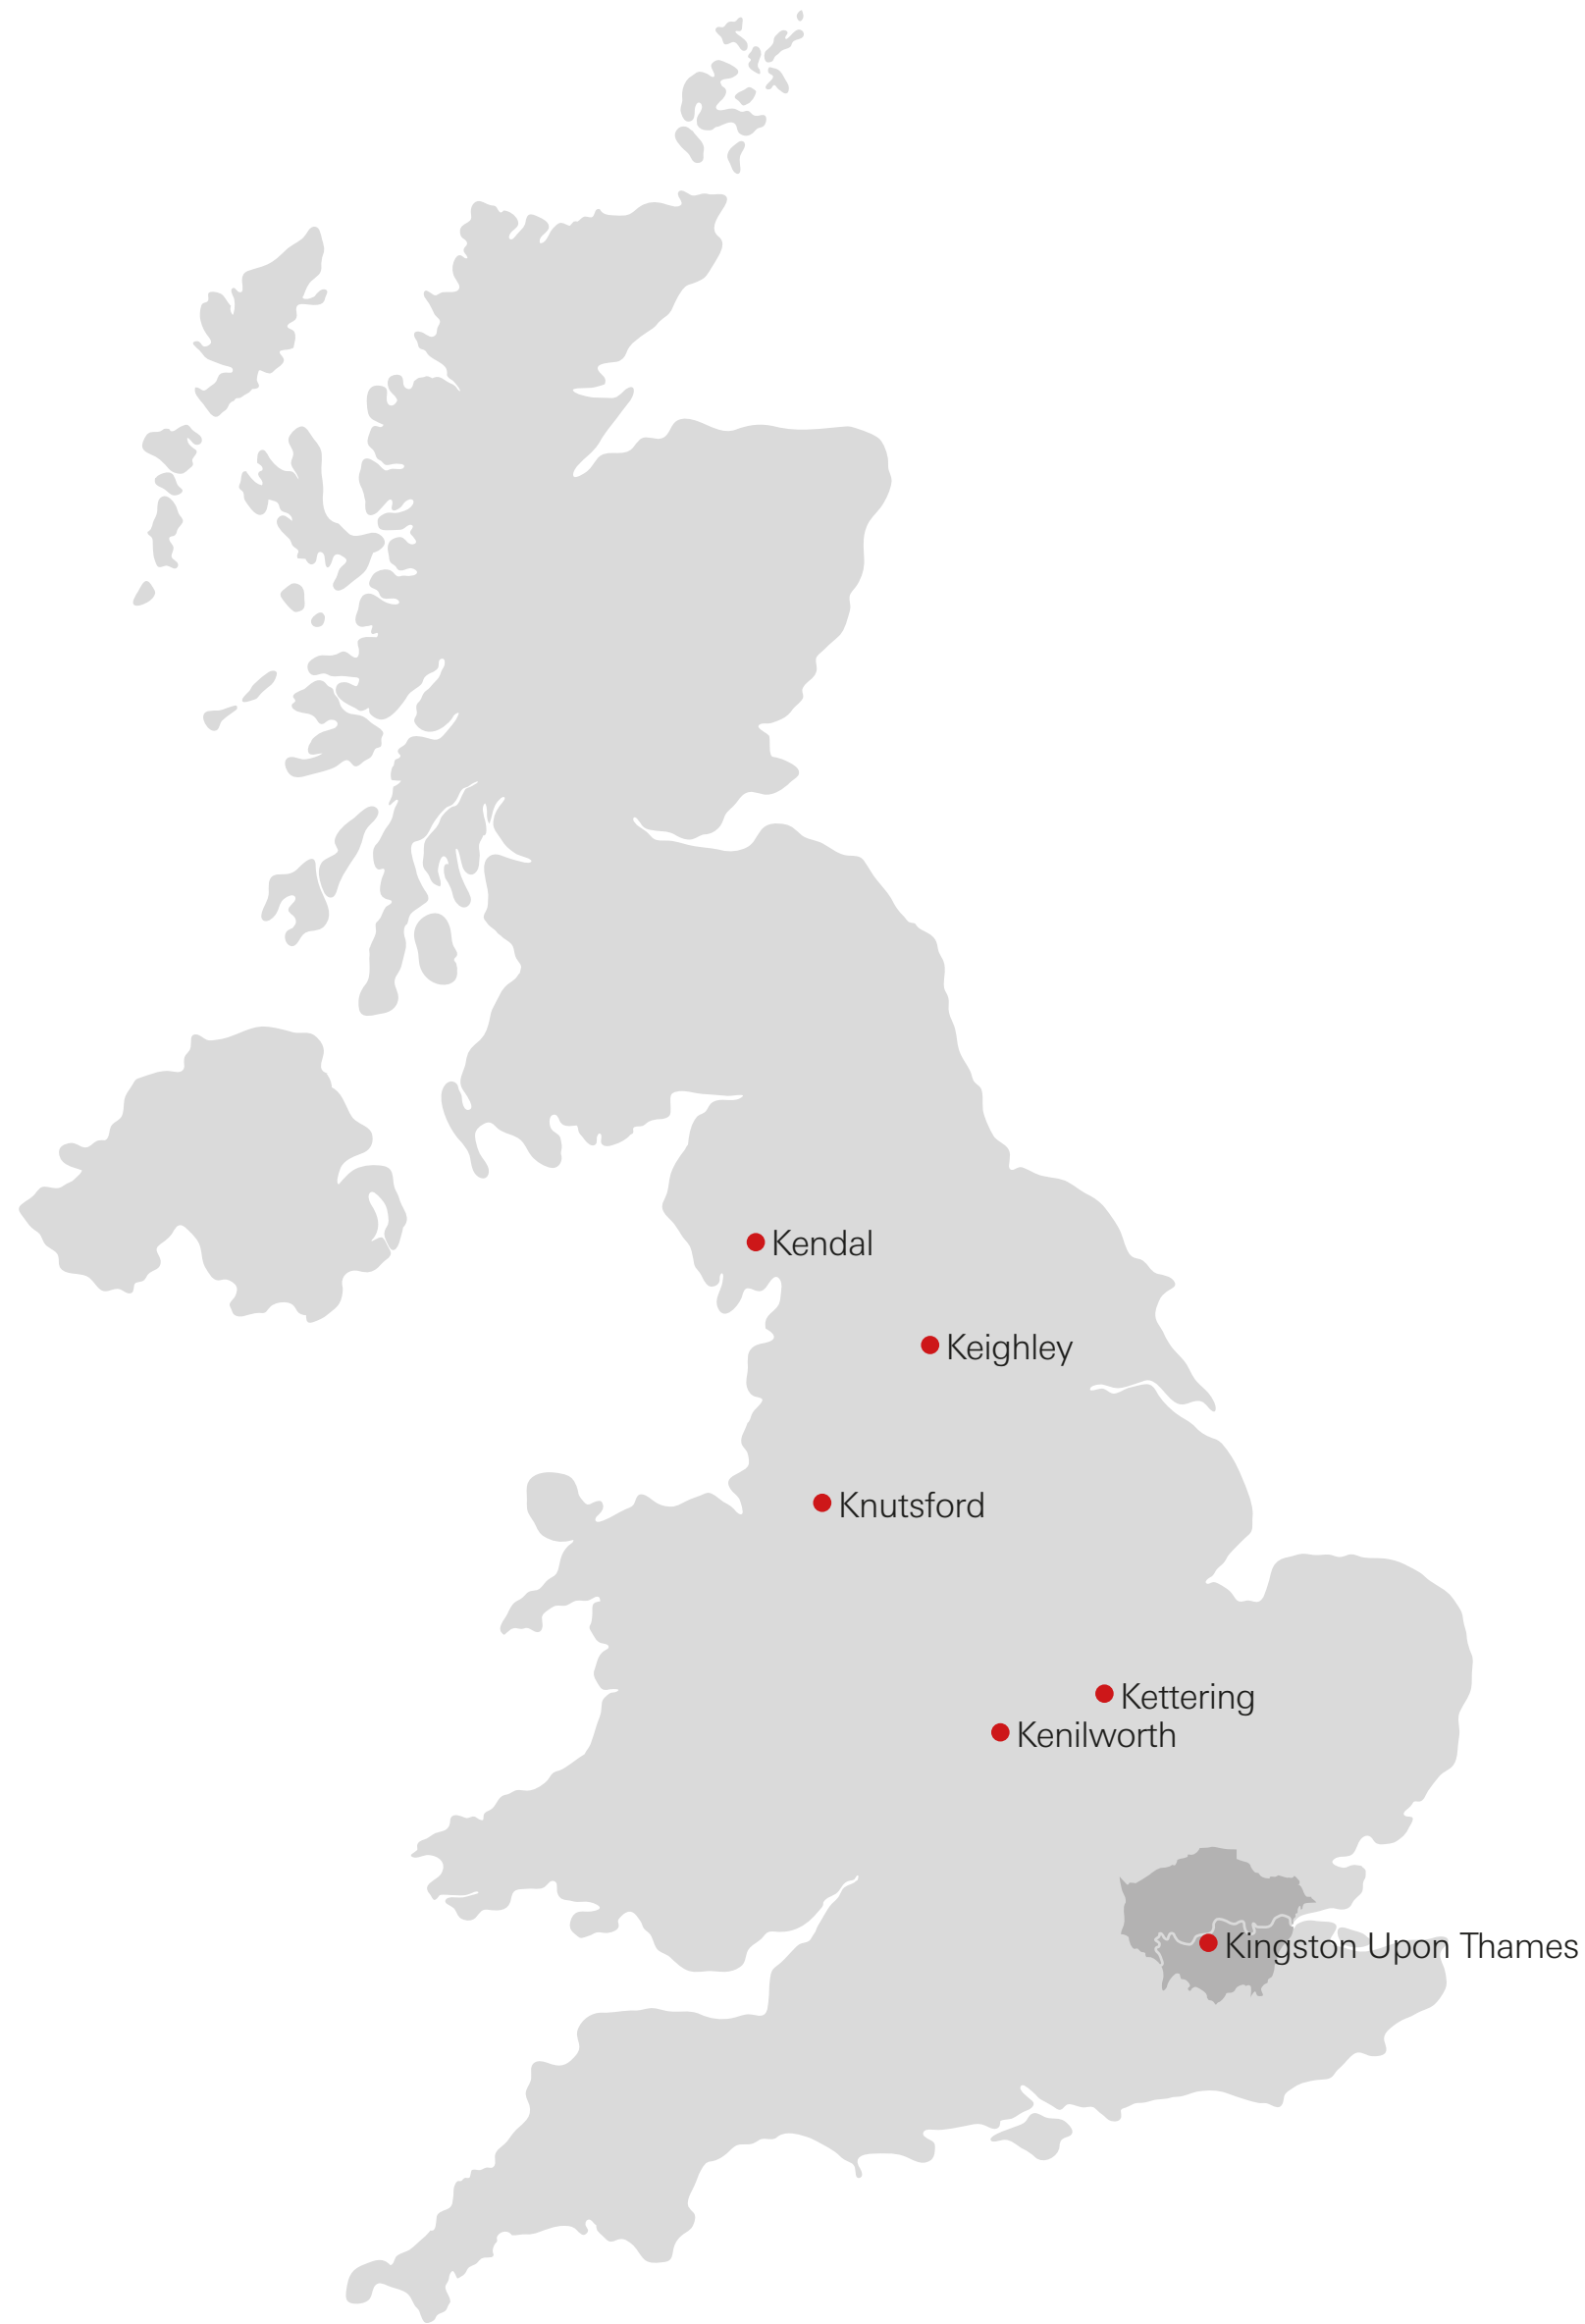 Kendal
Keighley
Knutsford
Kettering
Kenilworth
Kingston Upon Thames